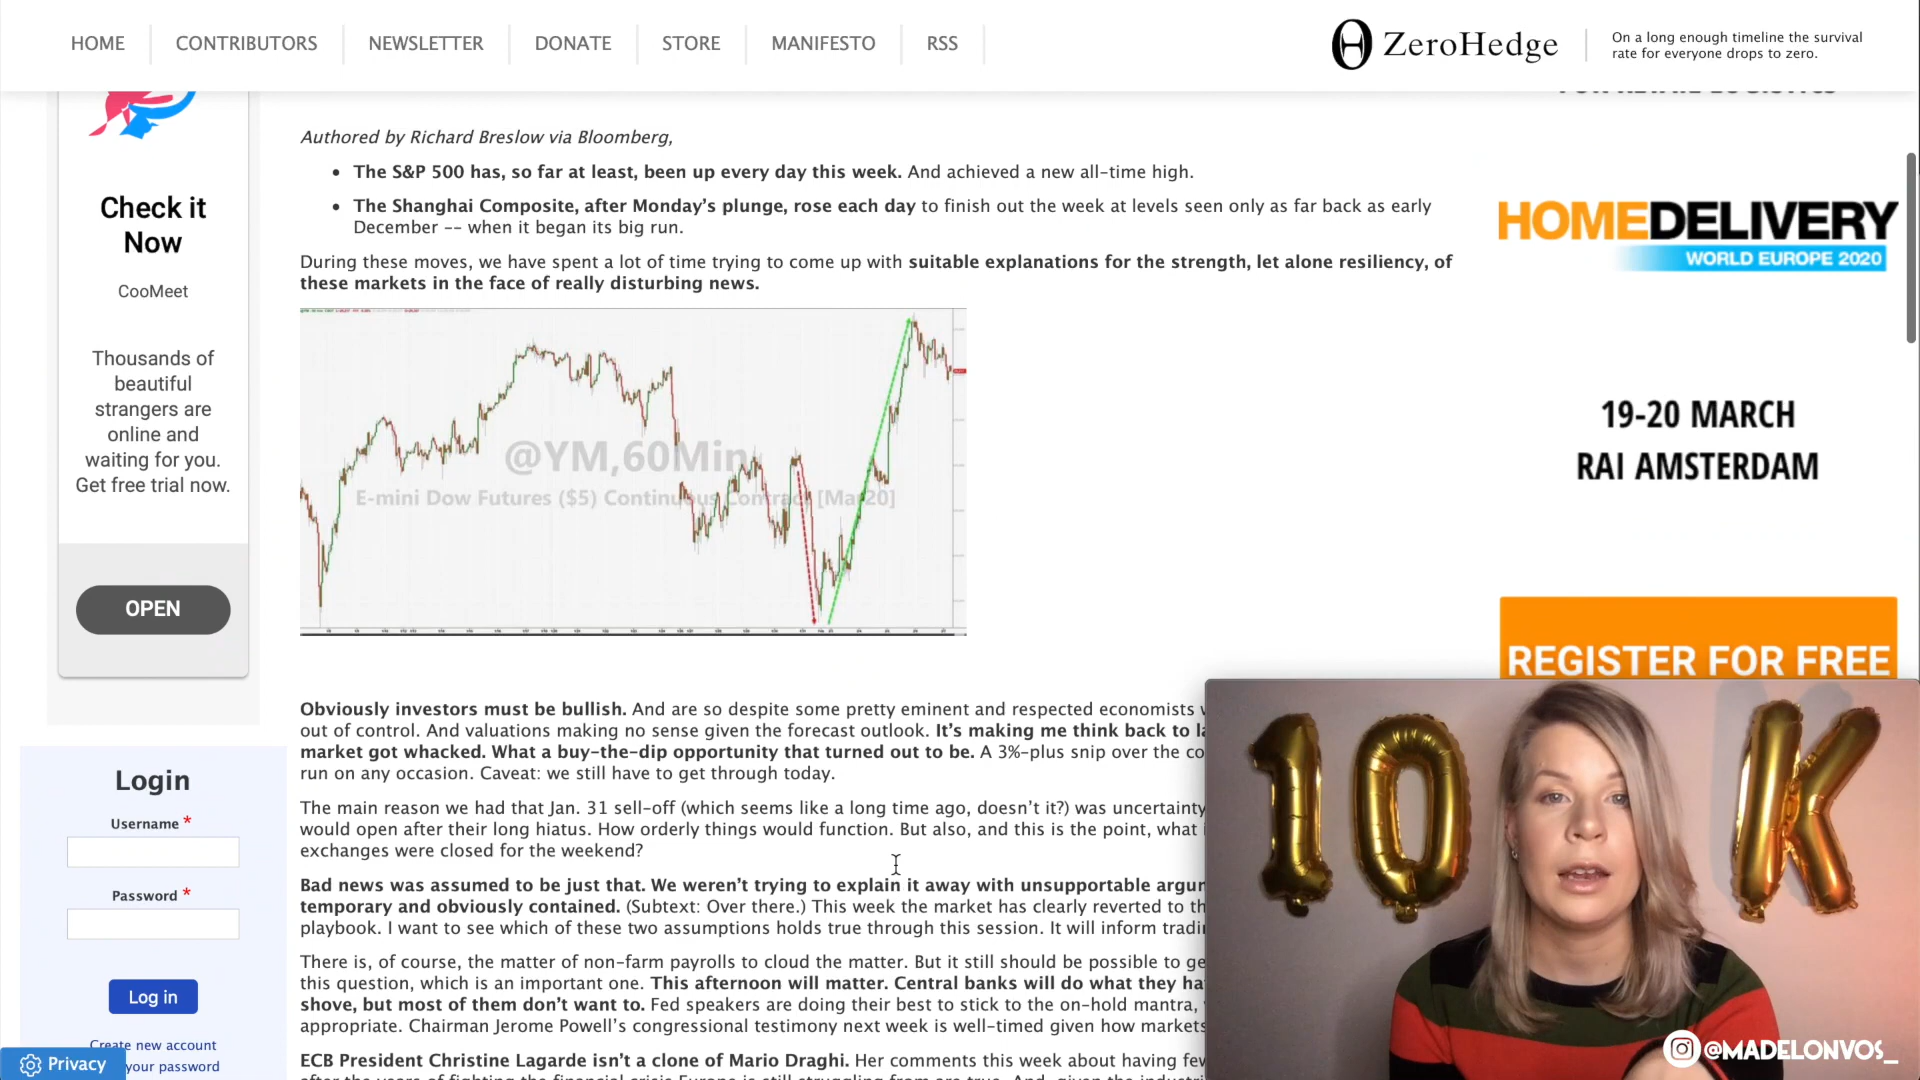 HOME
CONTRIBUTORS
NEWSLETTER
DONATE
STORE
MANIFESTO
RSS
ZeroHedge
On a long enough timeline the survival
rate for everyone drops to zero.
Check it
Now
CooMeet
Thousands of
beautiful
strangers are
online and
waiting for you.
Get free trial now.
OPEN
Login
Username *
Password *
Log in
Create new account
your password
Privacy
Authored by Richard Breslow via Bloomberg,
• The S&P 500 has, so far at least, been up every day this week. And achieved a new all-time high.
• The Shanghai Composite, after Monday's plunge, rose each day to finish out the week at levels seen only as far back as early
December -- when it began its big run.
During these moves, we have spent a lot of time trying to come up with suitable explanations for the strength, let alone resiliency, of
these markets in the face of really disturbing news.
@YM,60Min
E-mini Dow Futures ($5) Continuous Contract [Mar20]
Obviously investors must be bullish. And are so despite some pretty eminent and respected economists
out of control. And valuations making no sense given the forecast outlook. It's making me think back to
market got whacked. What a buy-the-dip opportunity that turned out to be. A 3%-plus snip over the
run on any occasion. Caveat: we still have to get through today.
The main reason we had that Jan. 31 sell-off (which seems like a long time ago, doesn't it?) was uncertainty
would open after their long hiatus. How orderly things would function. But also, and this is the point, what
exchanges were closed for the weekend?
Bad news was assumed to be just that. We weren't trying to explain it away with unsupportable
temporary and obviously contained. (Subtext: Over there.) This week the market has clearly reverted to
playbook. I want to see which of these two assumptions holds true through this session. It will inform
There is, of course, the matter of non-farm payrolls to cloud the matter. But it still should be possible to
this question, which is an important one. This afternoon will matter. Central banks will do what they
shove, but most of them don't want to. Fed speakers are doing their best to stick to the on-hold mantra,
appropriate. Chairman Jerome Powell's congressional testimony next week is well-timed given how markets
ECB President Christine Lagarde isn't a clone of Mario Draghi. Her comments this week about having
HOMEDELIVERY
WORLD EUROPE 2020
19-20 MARCH
RAI AMSTERDAM
REGISTER FOR FREE
10 K
@MADELONVOS_